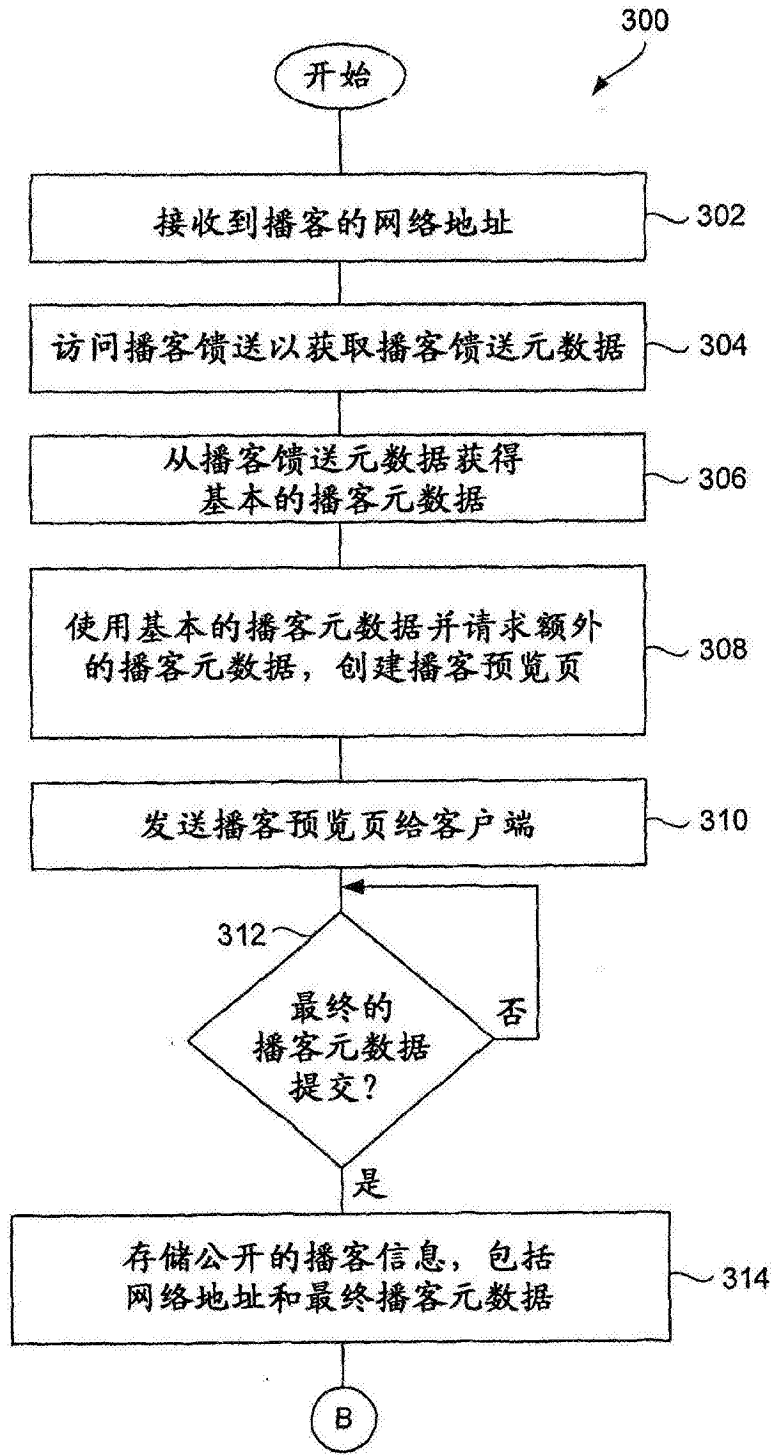 300
开始
接收到播客的网络地址
302
访问播客馈送以获取播客馈送元数据
304
从播客馈送元数据获得
基本的播客元数据
306
使用基本的播客元数据并请求额外
的播客元数据，创建播客预览页
308
发送播客预览页给客户端
310
312
最终的
播客元数据
提交？
否
是
存储公开的播客信息，包括
网络地址和最终播客元数据
314
B